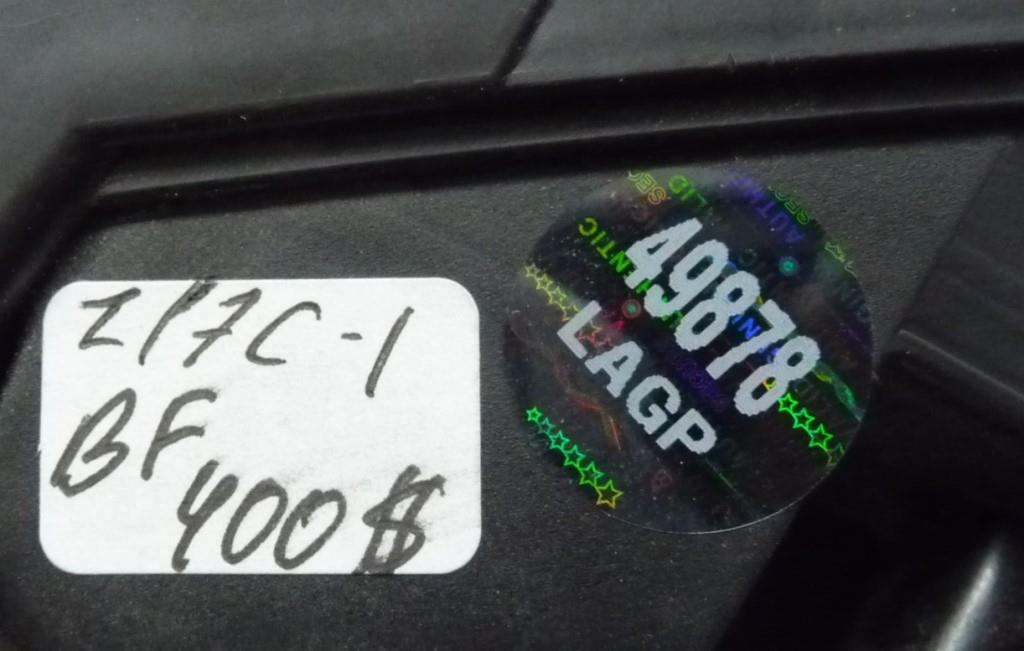 Z/7C-1
BF
400$
49878
LAGP